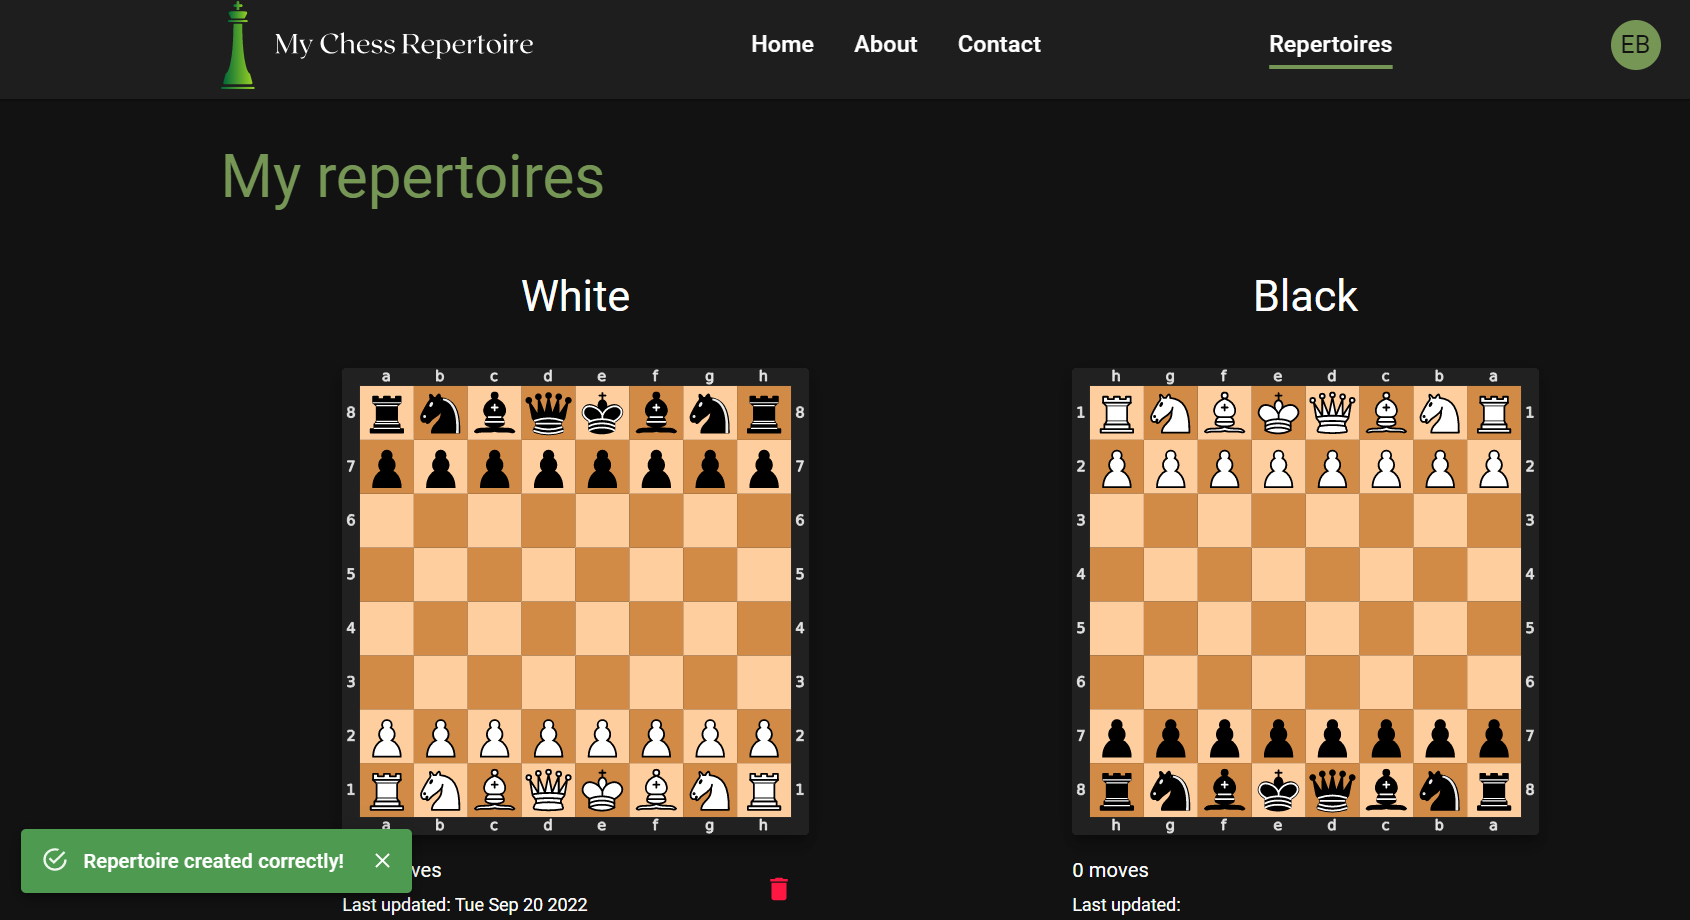 My Chess Repertoire
Home About Contact Repertoires EB
My repertoires
White
a b c d e f g h
8 8
7 7
6 6
5 5
4 4
3 3
2 2
1 1
a b c d e f g h
Last updated: Tue Sep 20 2022
Black
h g f e d c b a
1 1
2 2
3 3
4 4
5 5
6 6
7 7
8 8
h g f e d c b a
0 moves
Last updated:
Repertoire created correctly!